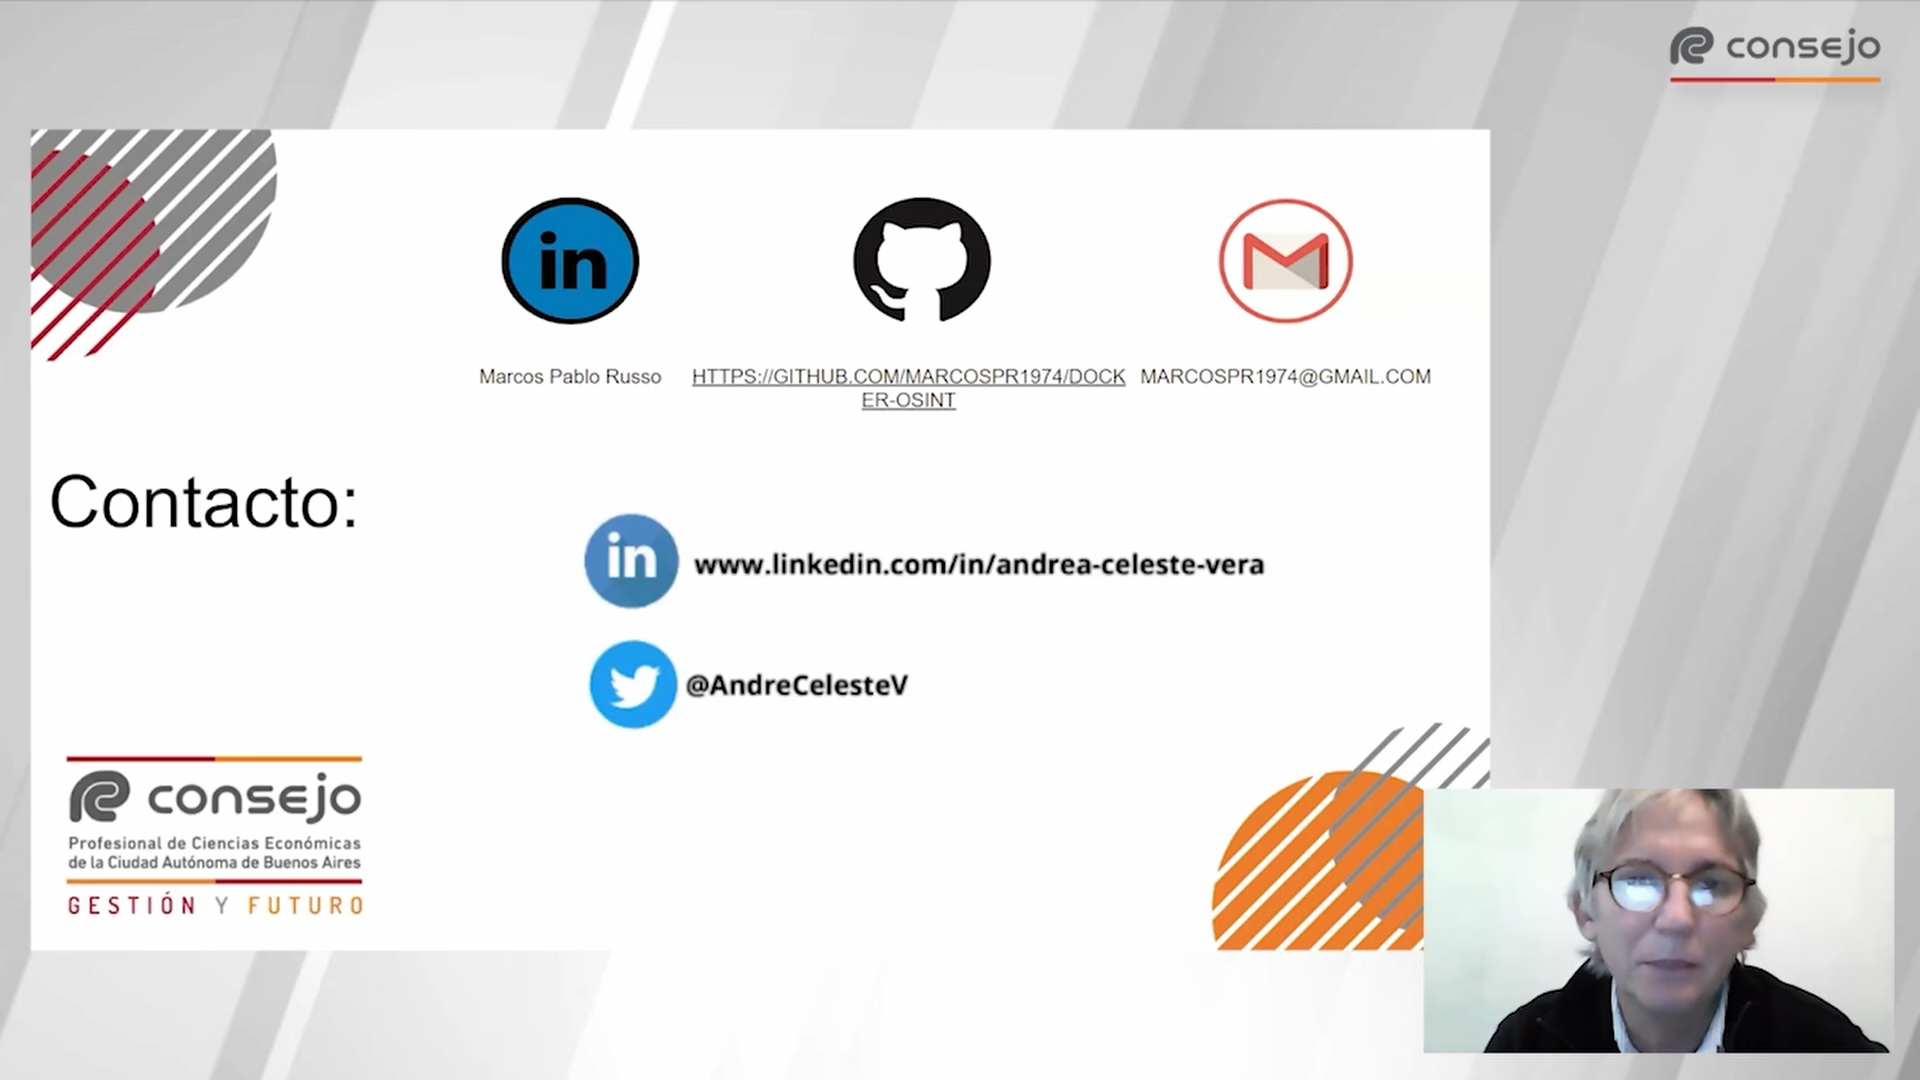 consejo
in
Marcos Pablo Russo
HTTPS://GITHUB.COM/MARCOSPR1974/DOCK
ER-OSINT
MARCOSPR1974@GMAIL.COM
Contacto:
in
www.linkedin.com/in/andrea-celeste-vera
@AndreCelesteV
consejo
Profesional de Ciencias Económicas
de la Ciudad Autónoma de Buenos Aires
GESTIÓN Y FUTURO